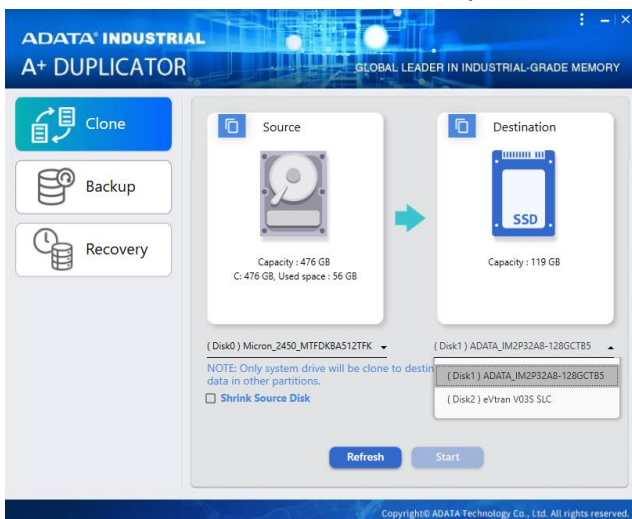 ADATA® INDUSTRIAL
A+ DUPLICATOR
GLOBAL LEADER IN INDUSTRIAL-GRADE MEMORY
Clone
Backup
Recovery
Source
Capacity : 476 GB
C: 476 GB, Used space : 56 GB
Destination
SSD
Capacity : 119 GB
( Disk0 ) Micron_2450_MTFDKBA512TFK
( Disk1 ) ADATA_IM2P32A8-128GCTB5
( Disk1 ) ADATA_IM2P32A8-128GCTB5
( Disk2 ) eVtran V03S SLC
NOTE: Only system drive will be clone to destin
data in other partitions.
Shrink Source Disk
Refresh
Start
Copyright© ADATA Technology Co., Ltd. All rights reserved.